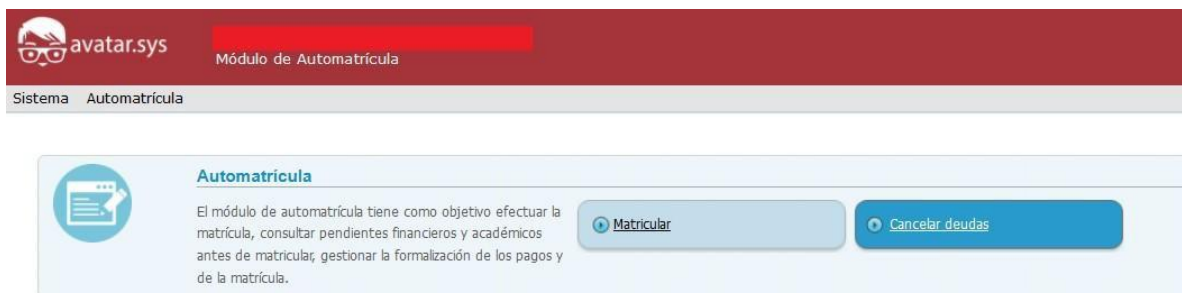 avatar.sys
Módulo de Automatrícula
Sistema Automatrícula
Automatrícula
El módulo de automatrícula tiene como objetivo efectuar la
matrícula, consultar pendientes financieros y académicos
antes de matricular, gestionar la formalización de los pagos y
de la matrícula.
Matricular
Cancelar deudas